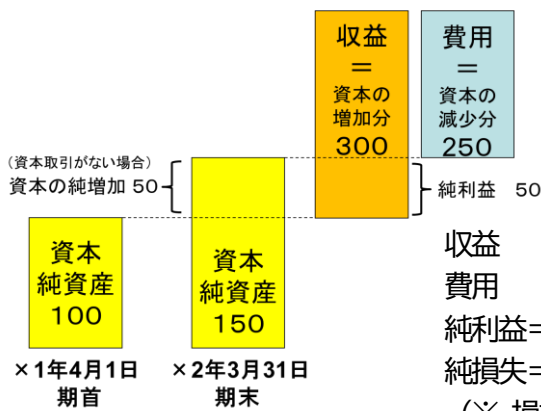 収益
＝
資本の
増加分
300
費用
＝
資本の
減少分
250
（資本取引がない場合）
資本の純増加 50
純利益 50
資本
純資産
100
資本
純資産
150
×1年4月1日
期首
×2年3月31日
期末
収益
費用
純利益＝
純損失＝
（※ 損